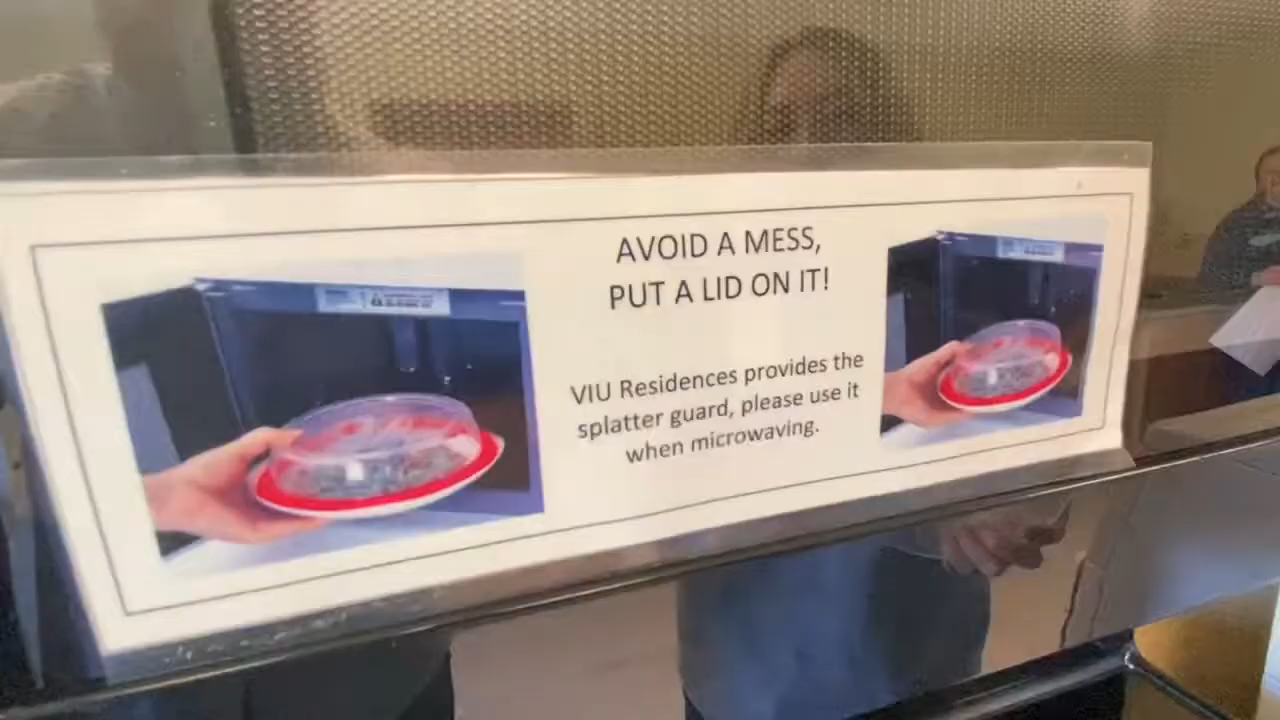 AVOID A MESS,
PUT A LID ON IT!
VIU Residences provides the
splatter guard, please use it
when microwaving.